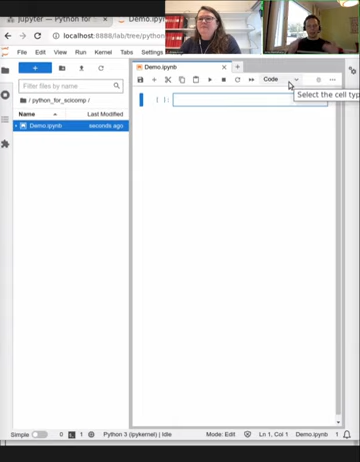 Jupyter — Python for
Demo.ipynb
localhost:8888/lab/tree/python
File Edit View Run Kernel Tabs Settings
Filter files by name
/ python_for_scicomp /
Name Last Modified
Demo.ipynb seconds ago
Demo.ipynb
Code
[ ]:
Select the cell typ
Simple 0 1 Python 3 (ipykernel) | Idle Mode: Edit Ln 1, Col 1 Demo.ipynb 1